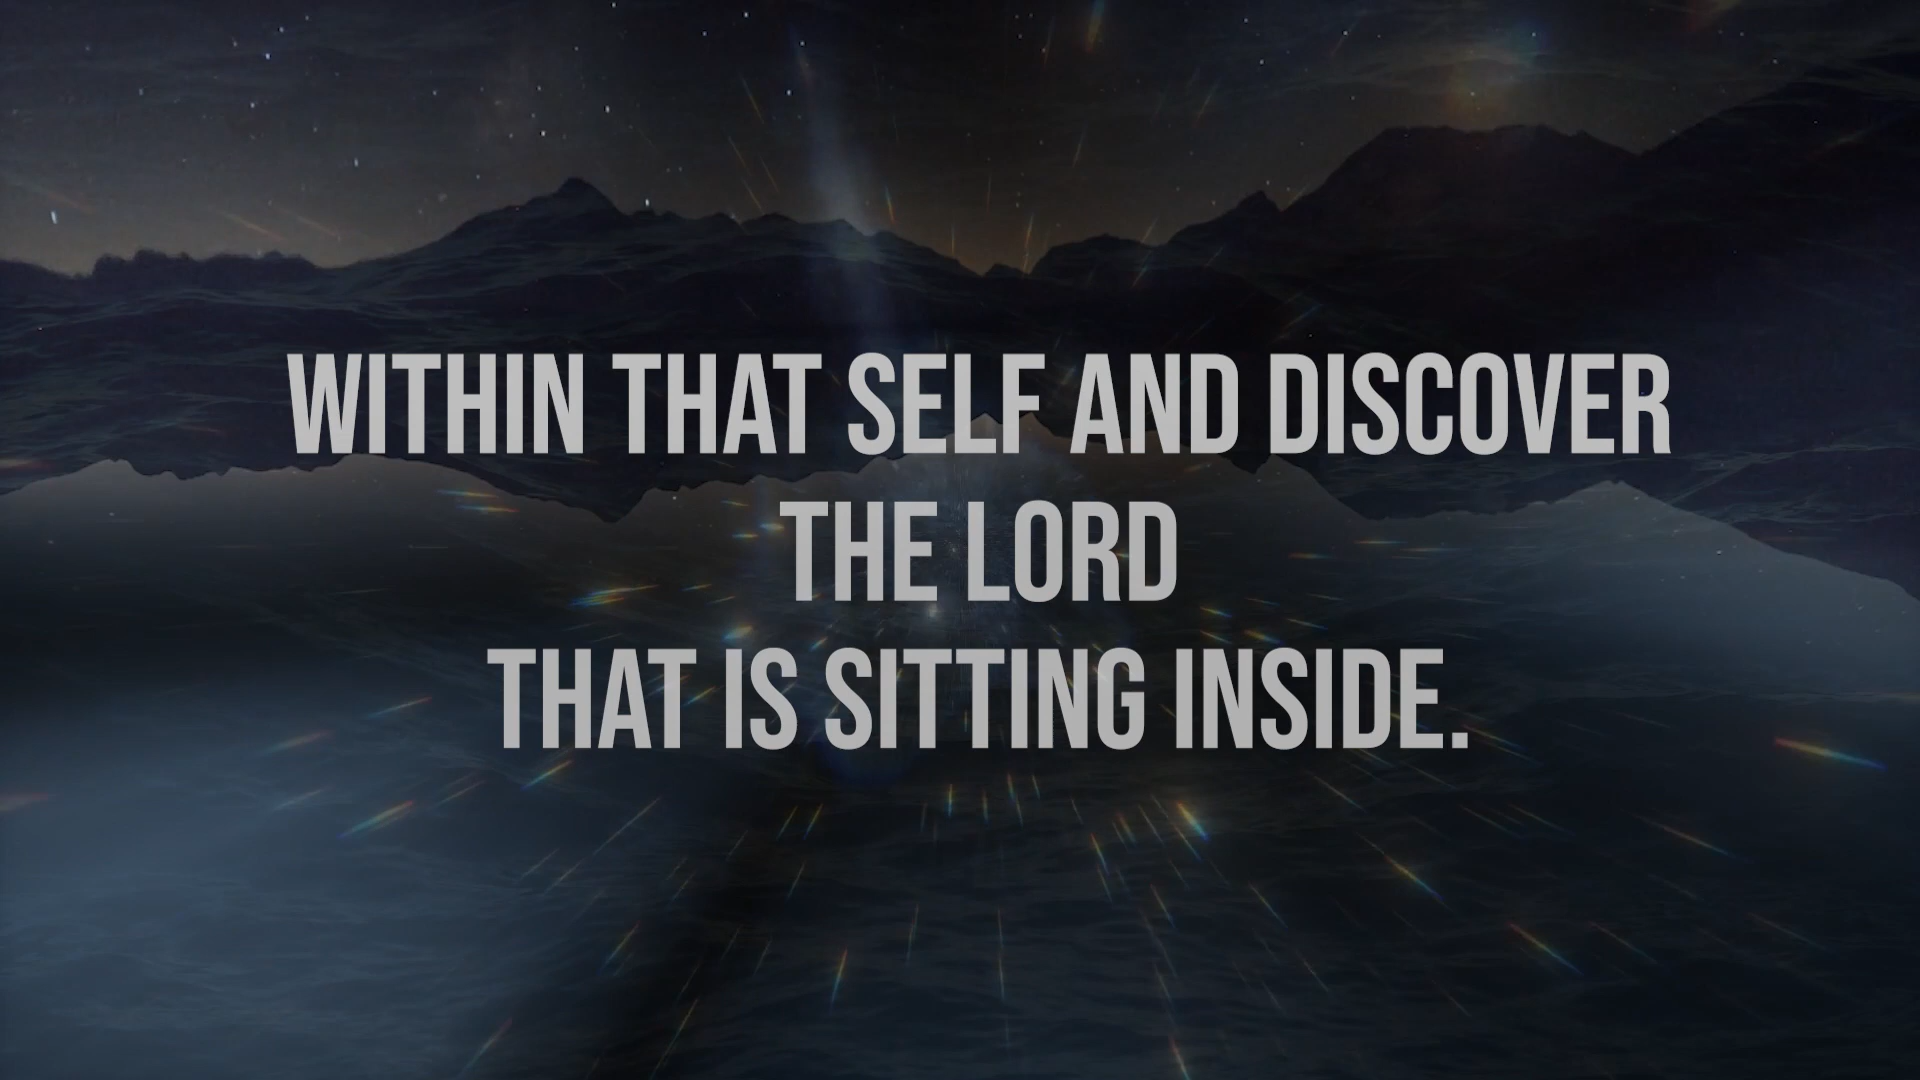 WITHIN THAT SELF AND DISCOVER
THE LORD
THAT IS SITTING INSIDE.